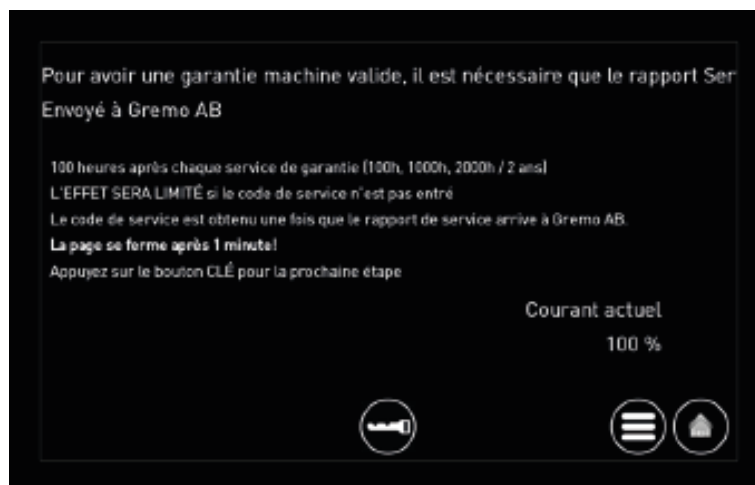 Pour avoir une garantie machine valide, il est nécessaire que le rapport Ser
Envoyé à Gremo AB
100 heures après chaque service de garantie (100h, 1000h, 2000h / 2 ans)
L'EFFET SERA LIMITÉ si le code de service n'est pas entré
Le code de service est obtenu une fois que le rapport de service arrive à Gremo AB.
La page se ferme après 1 minute!
Appuyez sur le bouton CLÉ pour la prochaine étape
Courant actuel
100 %